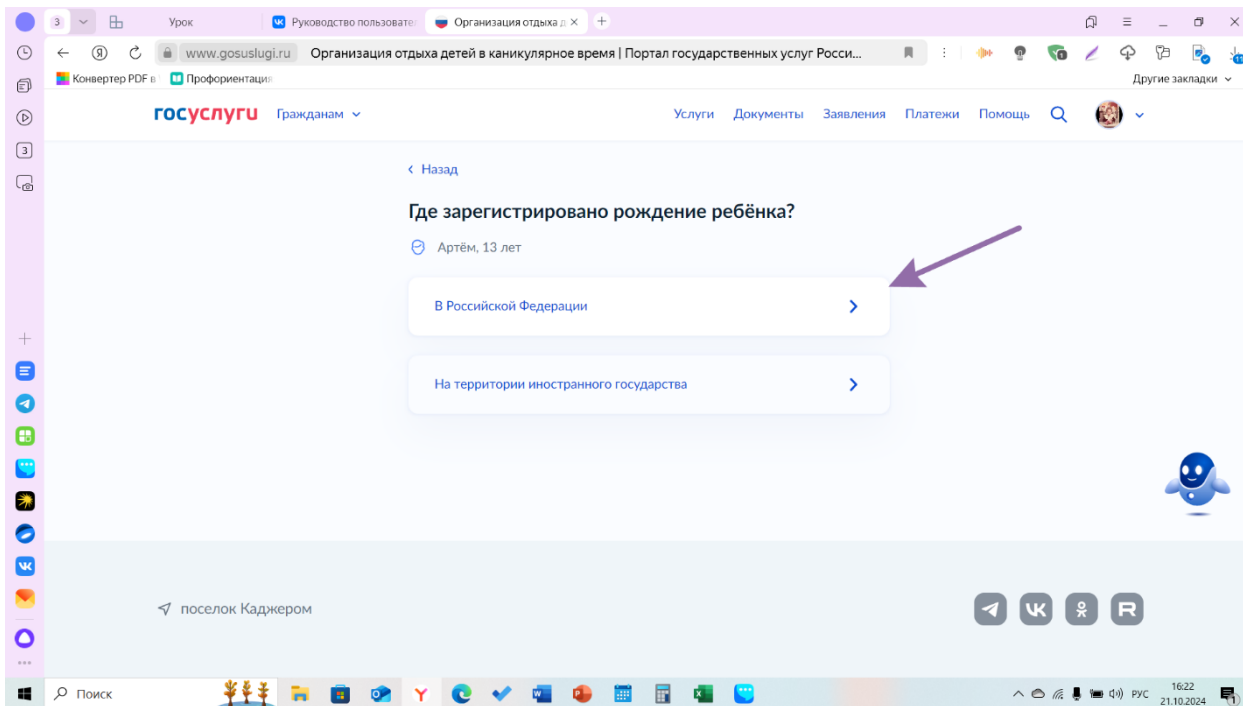 3
Урок
Руководство пользовате
Организация отдыха д
www.gosuslugi.ru Организация отдыха детей в каникулярное время | Портал государственных услуг Росси...
Конвертер PDF в
Профориентация
Другие закладки
3
госуслуги
Гражданам
Услуги Документы Заявления Платежи Помощь
Назад
Где зарегистрировано рождение ребёнка?
Артём, 13 лет
В Российской Федерации
На территории иностранного государства
поселок Каджером
Поиск
РУС
16:22
21.10.2024